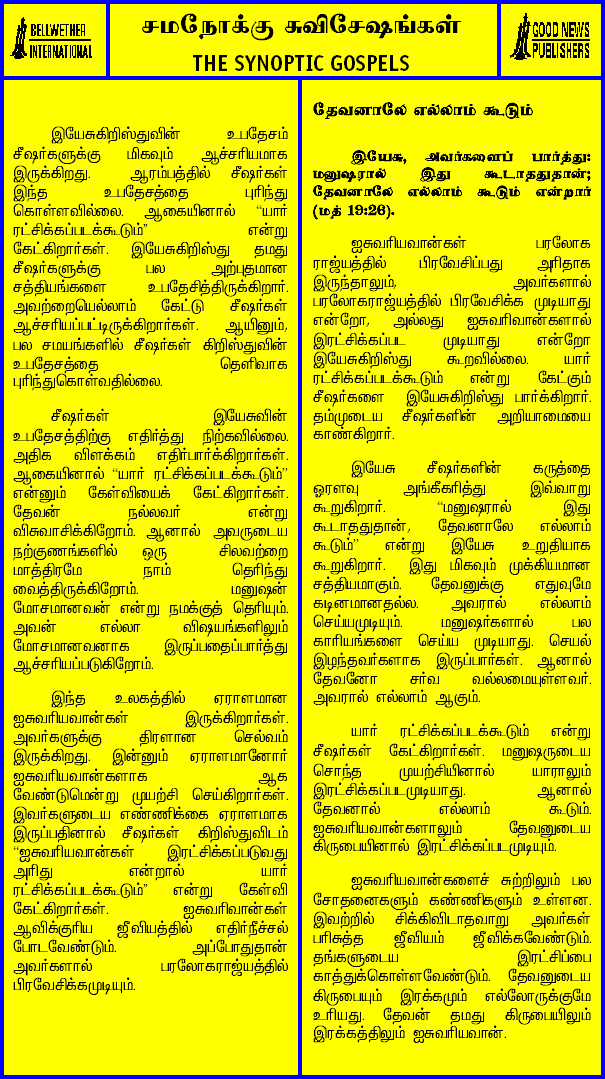 BELLWETHER
INTERNATIONAL
சமநோக்கு சுவிசேஷங்கள்
THE SYNOPTIC GOSPELS
GOOD NEWS
PUBLISHERS
இயேசுகிறிஸ்துவின் உபதேசம்
சீஷர்களுக்கு மிகவும் ஆச்சரியமாக
இருக்கிறது. ஆரம்பத்தில் சீஷர்கள்
இந்த உபதேசத்தை புரிந்து
கொள்ளவில்லை. ஆகையினால் “யார்
ரட்சிக்கப்படக்கூடும்” என்று
கேட்கிறார்கள். இயேசுகிறிஸ்து தமது
சீஷர்களுக்கு பல அற்புதமான
சத்தியங்களை உபதேசித்திருக்கிறார்.
அவற்றையெல்லாம் கேட்டு சீஷர்கள்
ஆச்சரியப்பட்டிருக்கிறார்கள். ஆயினும்,
பல சமயங்களில் சீஷர்கள் கிறிஸ்துவின்
உபதேசத்தை தெளிவாக
புரிந்துகொள்வதில்லை.
சீஷர்கள் இயேசுவின்
உபதேசத்திற்கு எதிர்த்து நிற்கவில்லை.
அதிக விளக்கம் எதிர்பார்க்கிறார்கள்.
ஆகையினால் “யார் ரட்சிக்கப்படக்கூடும்”
என்னும் கேள்வியைக் கேட்கிறார்கள்.
தேவன் நல்லவர் என்று
விசுவாசிக்கிறோம். ஆனால் அவருடைய
நற்குணங்களில் ஒரு சிலவற்றை
மாத்திரமே நாம் தெரிந்து
வைத்திருக்கிறோம். மனுஷன்
மோசமானவன் என்று நமக்குத் தெரியும்.
அவன் எல்லா விஷயங்களிலும்
மோசமானவனாக இருப்பதைப்பார்த்து
ஆச்சரியப்படுகிறோம்.
இந்த உலகத்தில் ஏராளமான
ஐசுவரியவான்கள் இருக்கிறார்கள்.
அவர்களுக்கு திரளான செல்வம்
இருக்கிறது. இன்னும் ஏராளமானோர்
ஐசுவரியவான்களாக ஆக
வேண்டுமென்று முயற்சி செய்கிறார்கள்.
இவர்களுடைய எண்ணிக்கை ஏராளமாக
இருப்பதினால் சீஷர்கள் கிறிஸ்துவிடம்
“ஐசுவரியவான்கள் இரட்சிக்கப்படுவது
அரிது என்றால் யார்
ரட்சிக்கப்படக்கூடும்” என்று கேள்வி
கேட்கிறார்கள். ஐசுவரியவான்கள்
ஆவிக்குரிய ஜீவியத்தில் எதிர்நீச்சல்
போடவேண்டும். அப்போதுதான்
அவர்களால் பரலோகராஜ்யத்தில்
பிரவேசிக்கமுடியும்.
தேவனாலே எல்லாம் கூடும்
இயேசு, அவர்களைப் பார்த்து:
மனுஷரால் இது கூடாததுதான்;
தேவனாலே எல்லாம் கூடும் என்றார்
(மத் 19:26).
ஐசுவரியவான்கள் பரலோக
ராஜ்யத்தில் பிரவேசிப்பது அரிதாக
இருந்தாலும், அவர்களால்
பரலோகராஜ்யத்தில் பிரவேசிக்க முடியாது
என்றோ, அல்லது ஐசுவரிவான்களால்
இரட்சிக்கப்பட முடியாது என்றோ
இயேசுகிறிஸ்து கூறவில்லை. யார்
ரட்சிக்கப்படக்கூடும் என்று கேட்கும்
சீஷர்களை இயேசுகிறிஸ்து பார்க்கிறார்.
தம்முடைய சீஷர்களின் அறியாமையை
காண்கிறார்.
இயேசு சீஷர்களின் கருத்தை
ஓரளவு அங்கீகரித்து இவ்வாறு
கூறுகிறார். “மனுஷரால் இது
கூடாததுதான், தேவனாலே எல்லாம்
கூடும்” என்று இயேசு உறுதியாக
கூறுகிறார். இது மிகவும் முக்கியமான
சத்தியமாகும். தேவனுக்கு எதுவுமே
கடினமானதல்ல. அவரால் எல்லாம்
செய்யமுடியும். மனுஷர்களால் பல
காரியங்களை செய்ய முடியாது. செயல்
இழந்தவர்களாக இருப்பார்கள். ஆனால்
தேவனோ சர்வ வல்லமையுள்ளவர்.
அவரால் எல்லாம் ஆகும்.
யார் ரட்சிக்கப்படக்கூடும் என்று
சீஷர்கள் கேட்கிறார்கள். மனுஷருடைய
சொந்த முயற்சியினால் யாராலும்
இரட்சிக்கப்படமுடியாது. ஆனால்
தேவனால் எல்லாம் கூடும்.
ஐசுவரியவான்களாலும் தேவனுடைய
கிருபையினால் இரட்சிக்கப்படமுடியும்.
ஐசுவரியவான்களைச் சுற்றிலும் பல
சோதனைகளும் கண்ணிகளும் உள்ளன.
இவற்றில் சிக்கிவிடாதவாறு அவர்கள்
பரிசுத்த ஜீவியம் ஜீவிக்கவேண்டும்.
தங்களுடைய இரட்சிப்பை
காத்துக்கொள்ளவேண்டும். தேவனுடைய
கிருபையும் இரக்கமும் எல்லோருக்குமே
உரியது. தேவன் தமது கிருபையிலும்
இரக்கத்திலும் ஐசுவரியவான்.